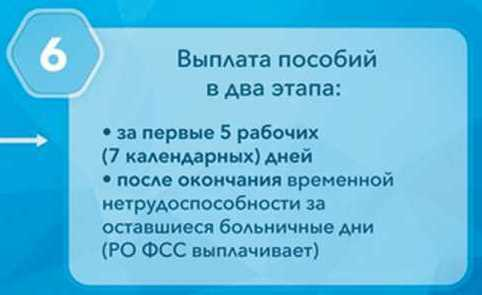 6
Выплата пособий
в два этапа:
• за первые 5 рабочих
(7 календарных) дней
• после окончания временной
нетрудоспособности за
оставшиеся больничные дни
(РО ФСС выплачивает)